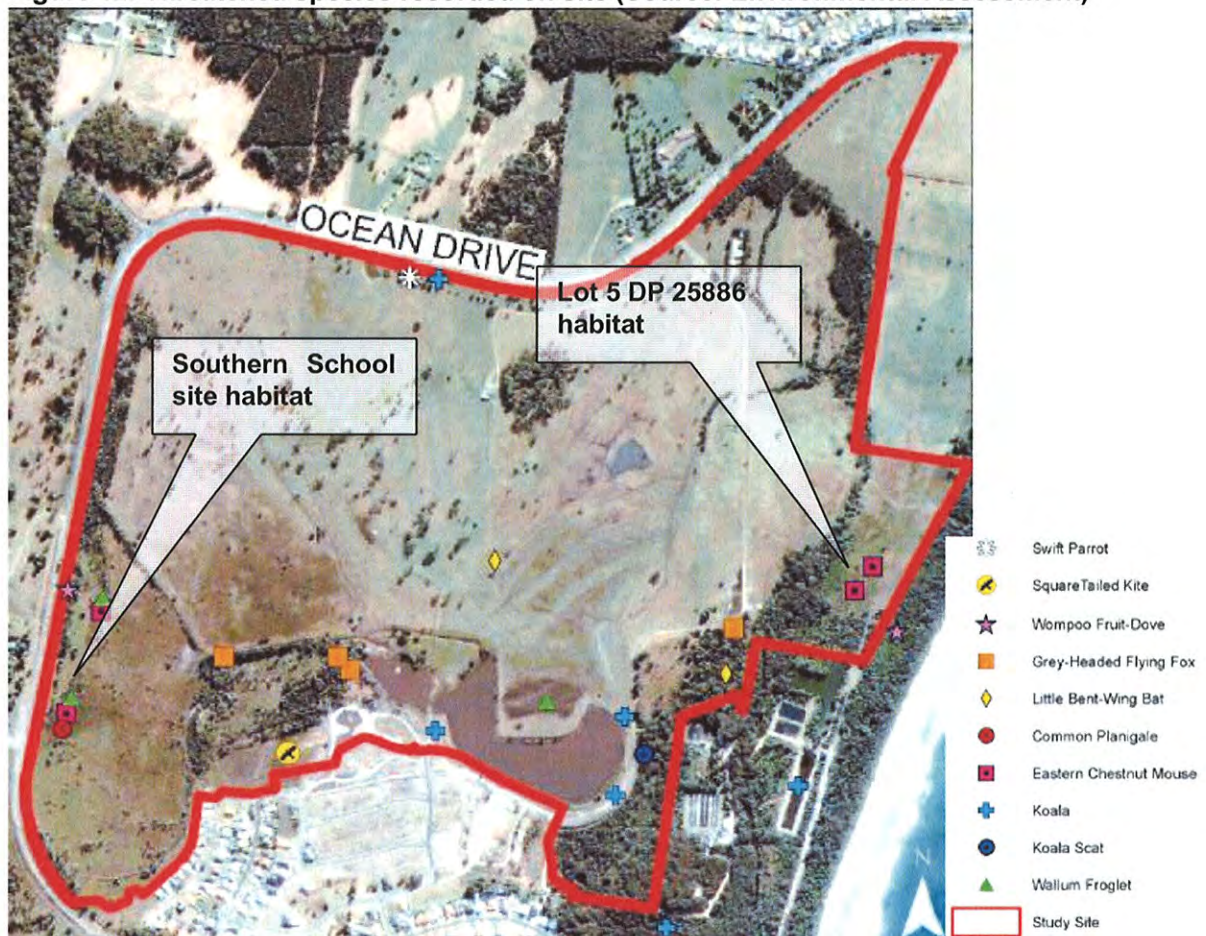 OCEAN DRIVE
Lot 5 DP 25886
habitat
Southern School
site habitat
Swift Parrot
SquareTailed Kite
Wompoo Fruit-Dove
Grey-Headed Flying Fox
Little Bent-Wing Bat
Common Planigale
Eastern Chestnut Mouse
Koala
Koala Scat
Wallum Froglet
Study Site